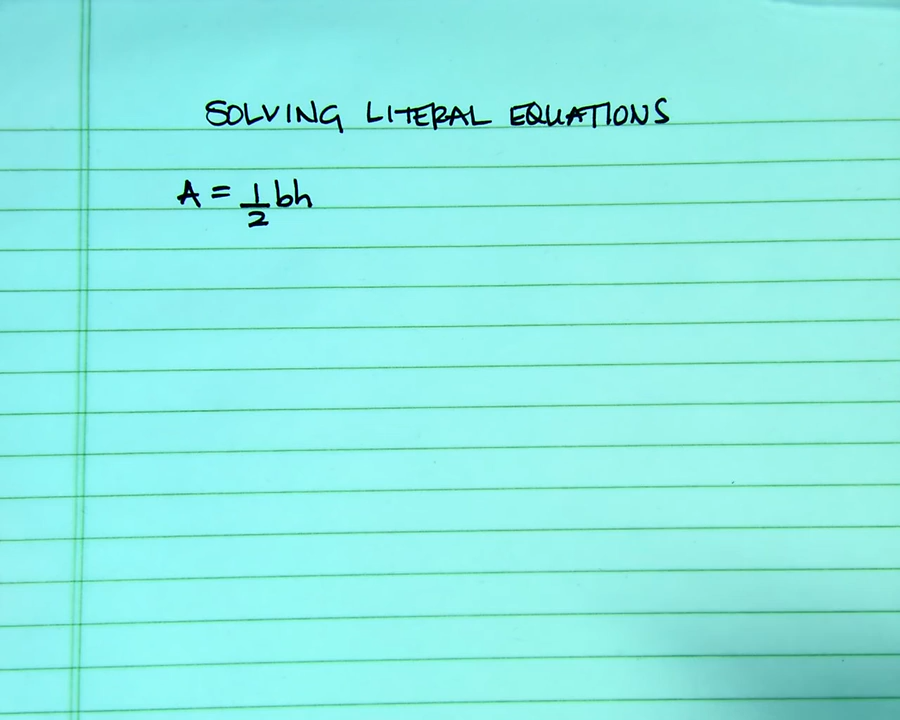 SOLVING LITERAL EQUATIONS
A = 1/2 bh